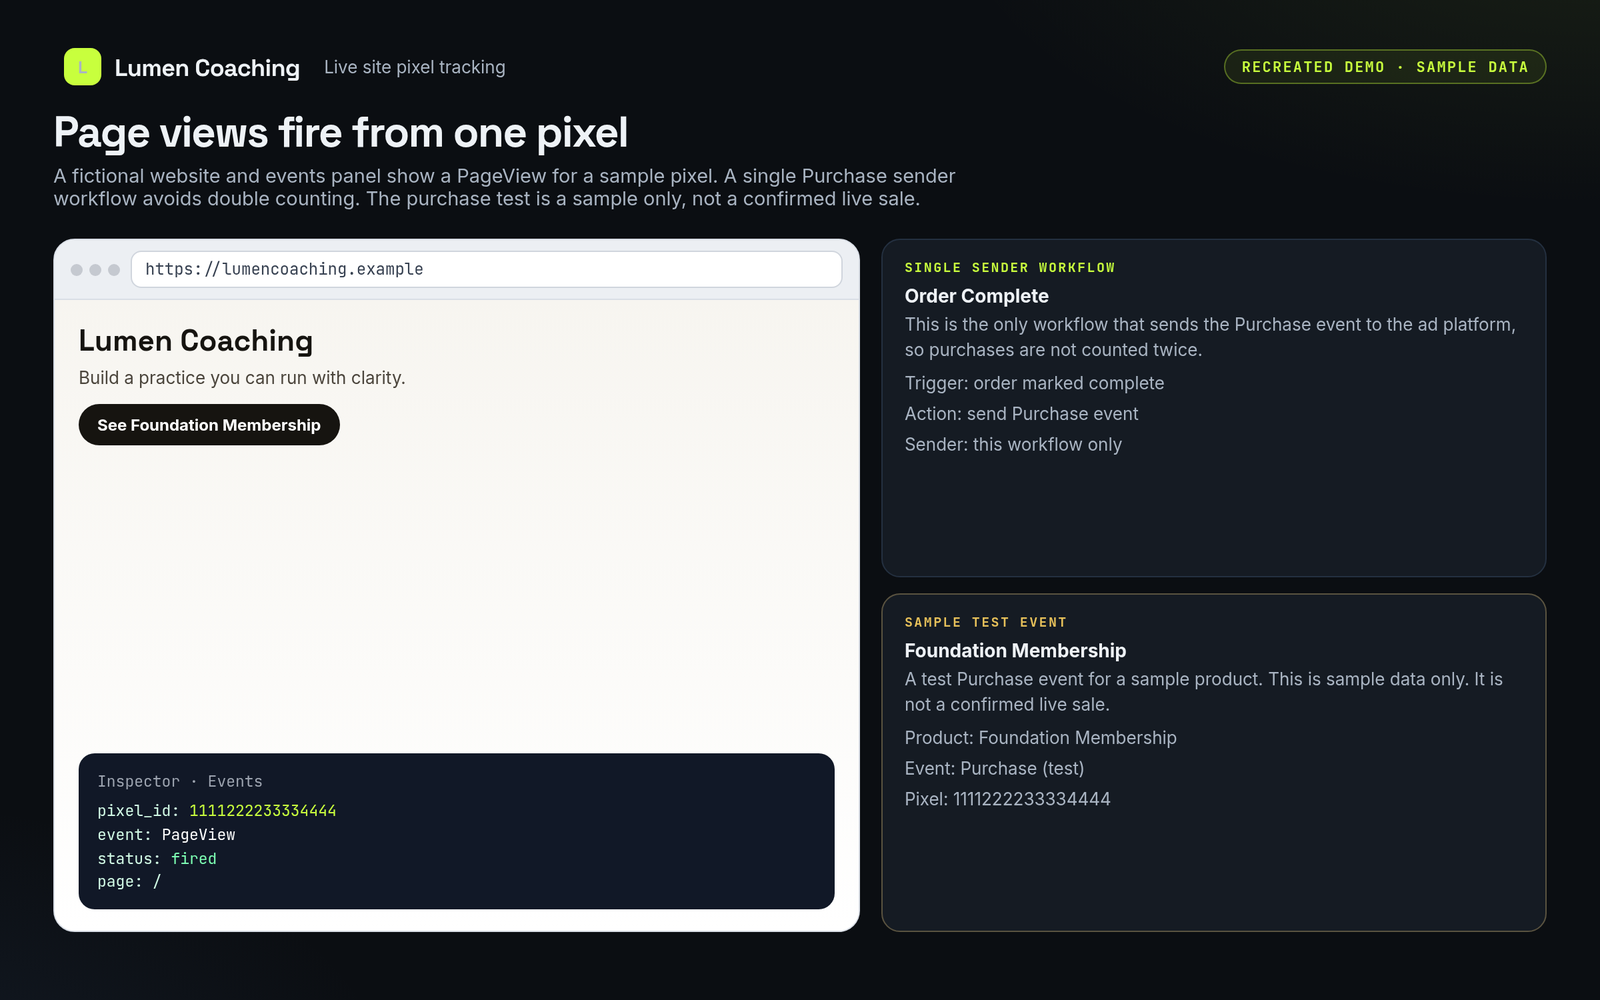 L
Lumen Coaching
Live site pixel tracking
RECREATED DEMO · SAMPLE DATA
Page views fire from one pixel
A fictional website and events panel show a PageView for a sample pixel. A single Purchase sender
workflow avoids double counting. The purchase test is a sample only, not a confirmed live sale.
https://lumencoaching.example
Lumen Coaching
Build a practice you can run with clarity.
See Foundation Membership
Inspector · Events
pixel_id: 1111222233334444
event: PageView
status: fired
page: /
SINGLE SENDER WORKFLOW
Order Complete
This is the only workflow that sends the Purchase event to the ad platform,
so purchases are not counted twice.
Trigger: order marked complete
Action: send Purchase event
Sender: this workflow only
SAMPLE TEST EVENT
Foundation Membership
A test Purchase event for a sample product. This is sample data only. It is
not a confirmed live sale.
Product: Foundation Membership
Event: Purchase (test)
Pixel: 1111222233334444